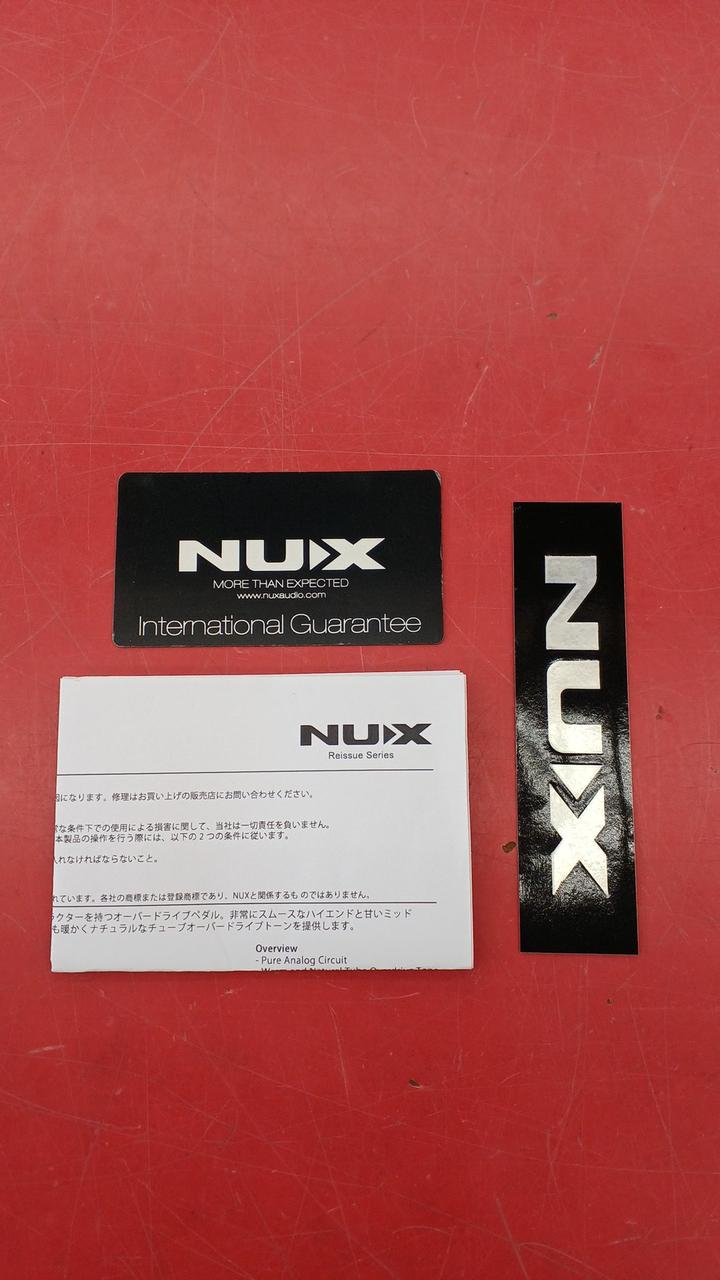 NUX
MORE THAN EXPECTED
www.nuxaudio.com
International Guarantee
NUX
NUX
Reissue Series
因になります。修理はお買い上げの販売店にお問い合わせください。
な条件下での使用による損害に関して、当社は一切責任を負いません。
本製品の操作を行う際には、以下の2つの条件に従います。
入れなければならないこと。
れています。各社の商標または登録商標であり、NUXと関係するものではありません。
ラクターを持つオーバードライブペダル。非常にスムースなハイエンドと甘いミッド
も暖かくナチュラルなチューブオーバードライブトーンを提供します。
Overview
- Pure Analog Circuit
- Warm and Natural Tube Overdrive Tone